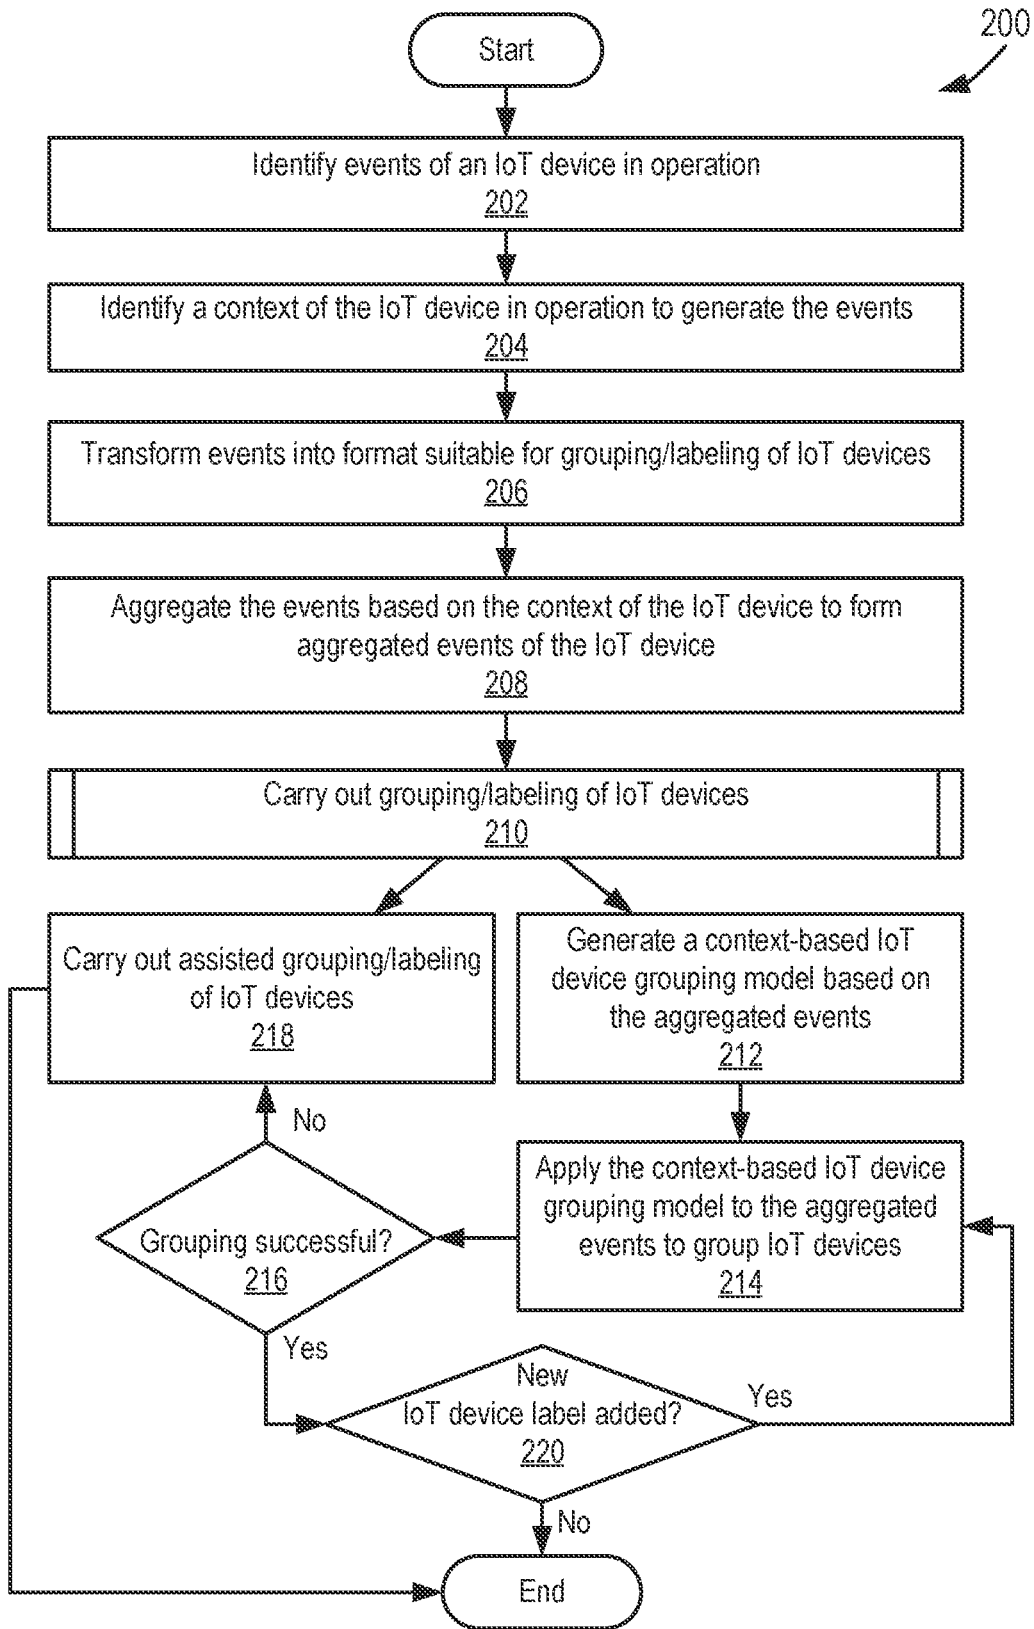 200
Start
Identify events of an IoT device in operation
202
Identify a context of the IoT device in operation to generate the events
204
Transform events into format suitable for grouping/labeling of IoT devices
206
Aggregate the events based on the context of the IoT device to form
aggregated events of the IoT device
208
Carry out grouping/labeling of IoT devices
210
Carry out assisted grouping/labeling
of IoT devices
218
Generate a context-based IoT
device grouping model based on
the aggregated events
212
No
Apply the context-based IoT device
grouping model to the aggregated
events to group IoT devices
214
Grouping successful?
216
Yes
New
IoT device label added?
220
Yes
No
End